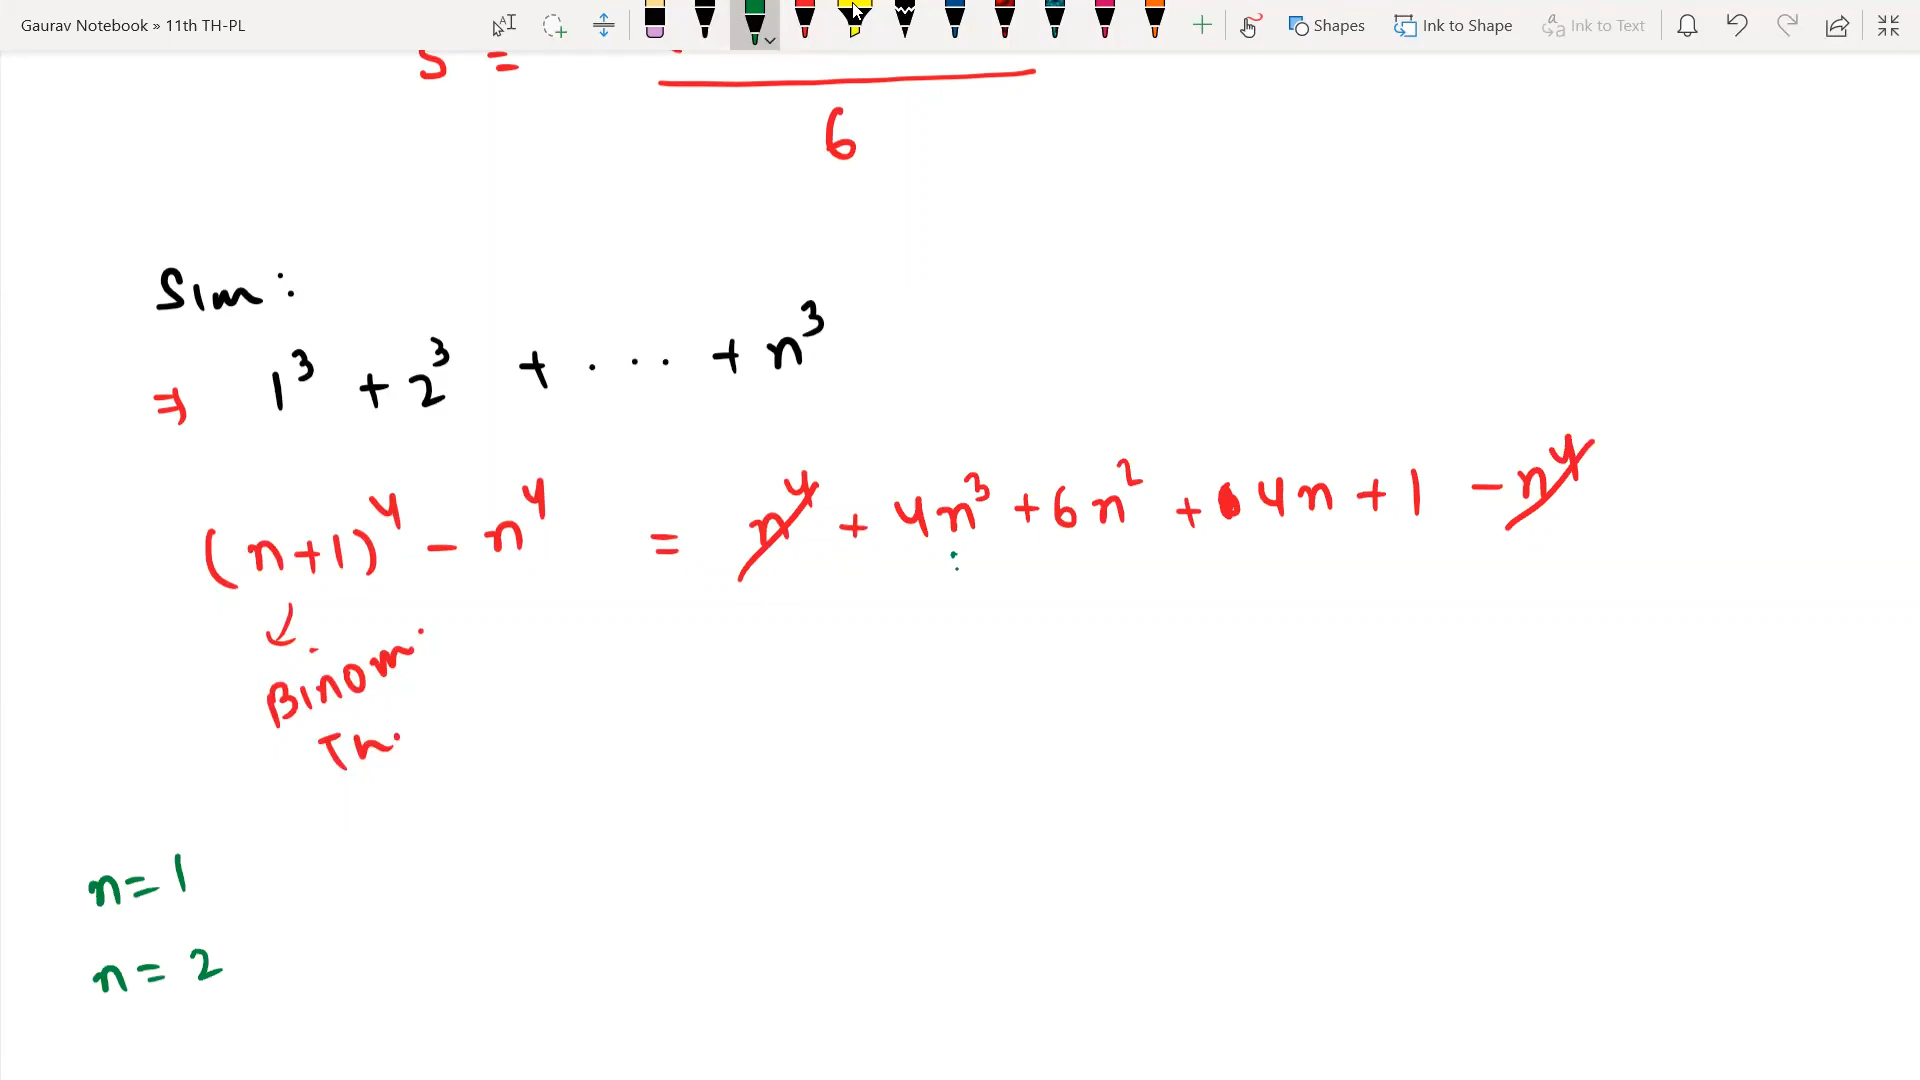 Gaurav Notebook » 11th TH-PL
Shapes
Ink to Shape
Ink to Text
S =
6
Sim:
⇒ 1³ + 2³ + . .. + n³
(n+1)⁴ - n⁴ = n⁴ + 4n³ + 6n² + 4n + 1 - n⁴
Binom.
Th.
n = 1
n = 2